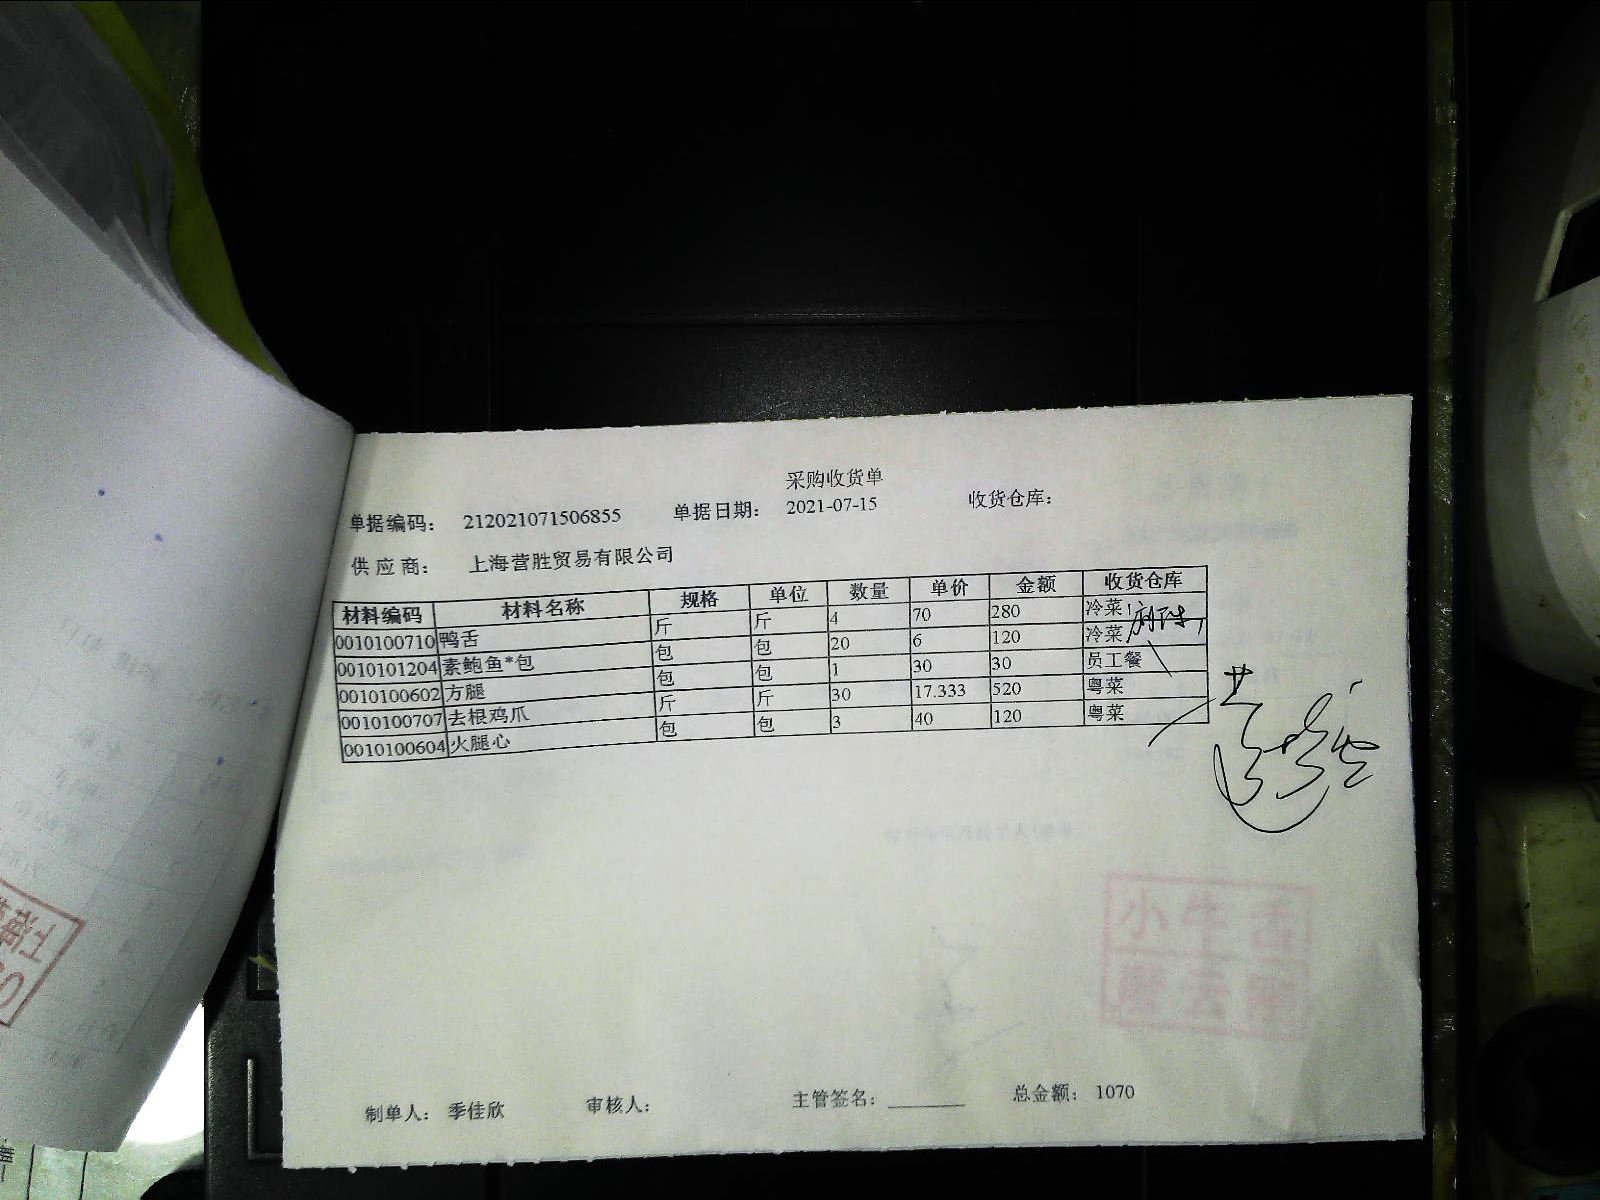 采购收货单
单据编码： 212021071506855 单据日期： 2021-07-15 收货仓库：
供应商： 上海营胜贸易有限公司
材料编码 材料名称 规格 单位 数量 单价 金额 收货仓库
0010100710 鸭舌 斤 斤 4 70 280 冷菜
0010101204 素鲍鱼*包 包 包 20 6 120 冷菜
0010100602 方腿 包 包 1 30 30 员工餐
0010100707 去根鸡爪 斤 斤 30 17.333 520 粤菜
0010100604 火腿心 包 包 3 40 120 粤菜
制单人： 季佳欣 审核人： 主管签名： 总金额： 1070